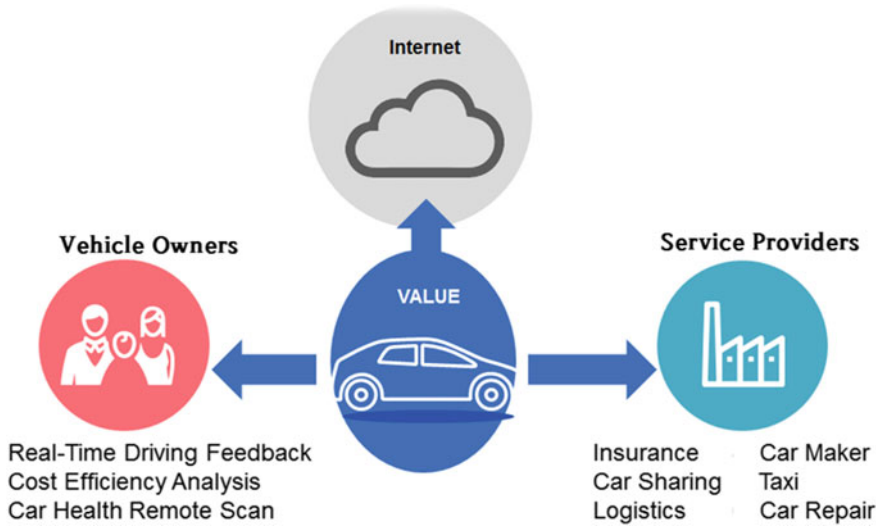 Internet
Vehicle Owners
Service Providers
VALUE
Real-Time Driving Feedback
Cost Efficiency Analysis
Car Health Remote Scan
Insurance Car Maker
Car Sharing Taxi
Logistics Car Repair